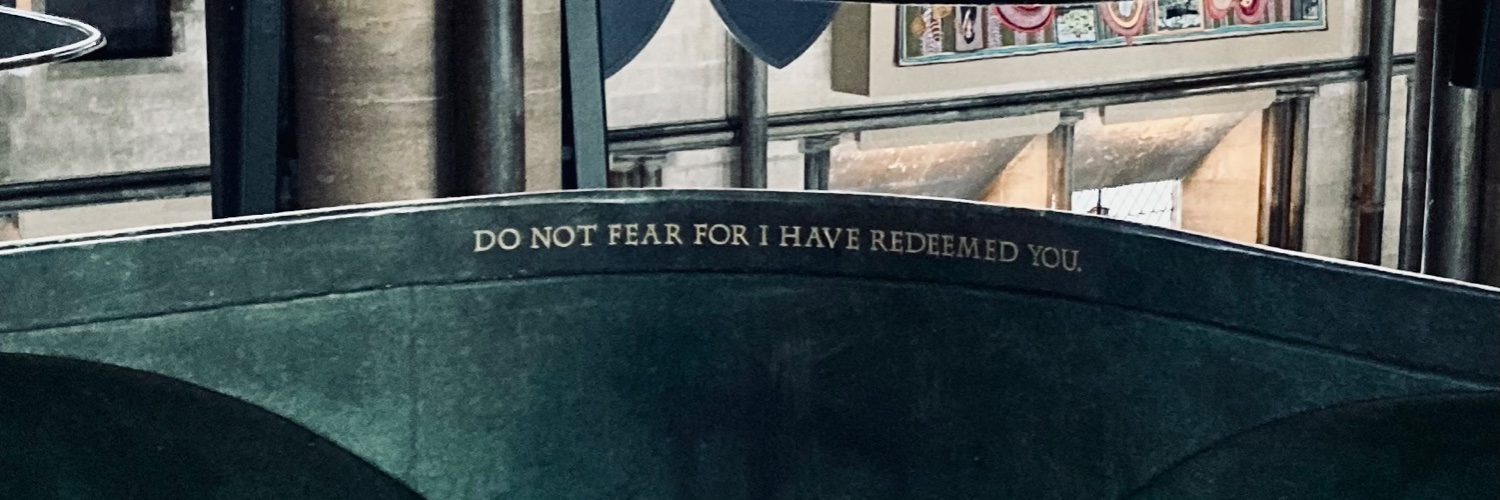 DO NOT FEAR FOR I HAVE REDEEMED YOU.